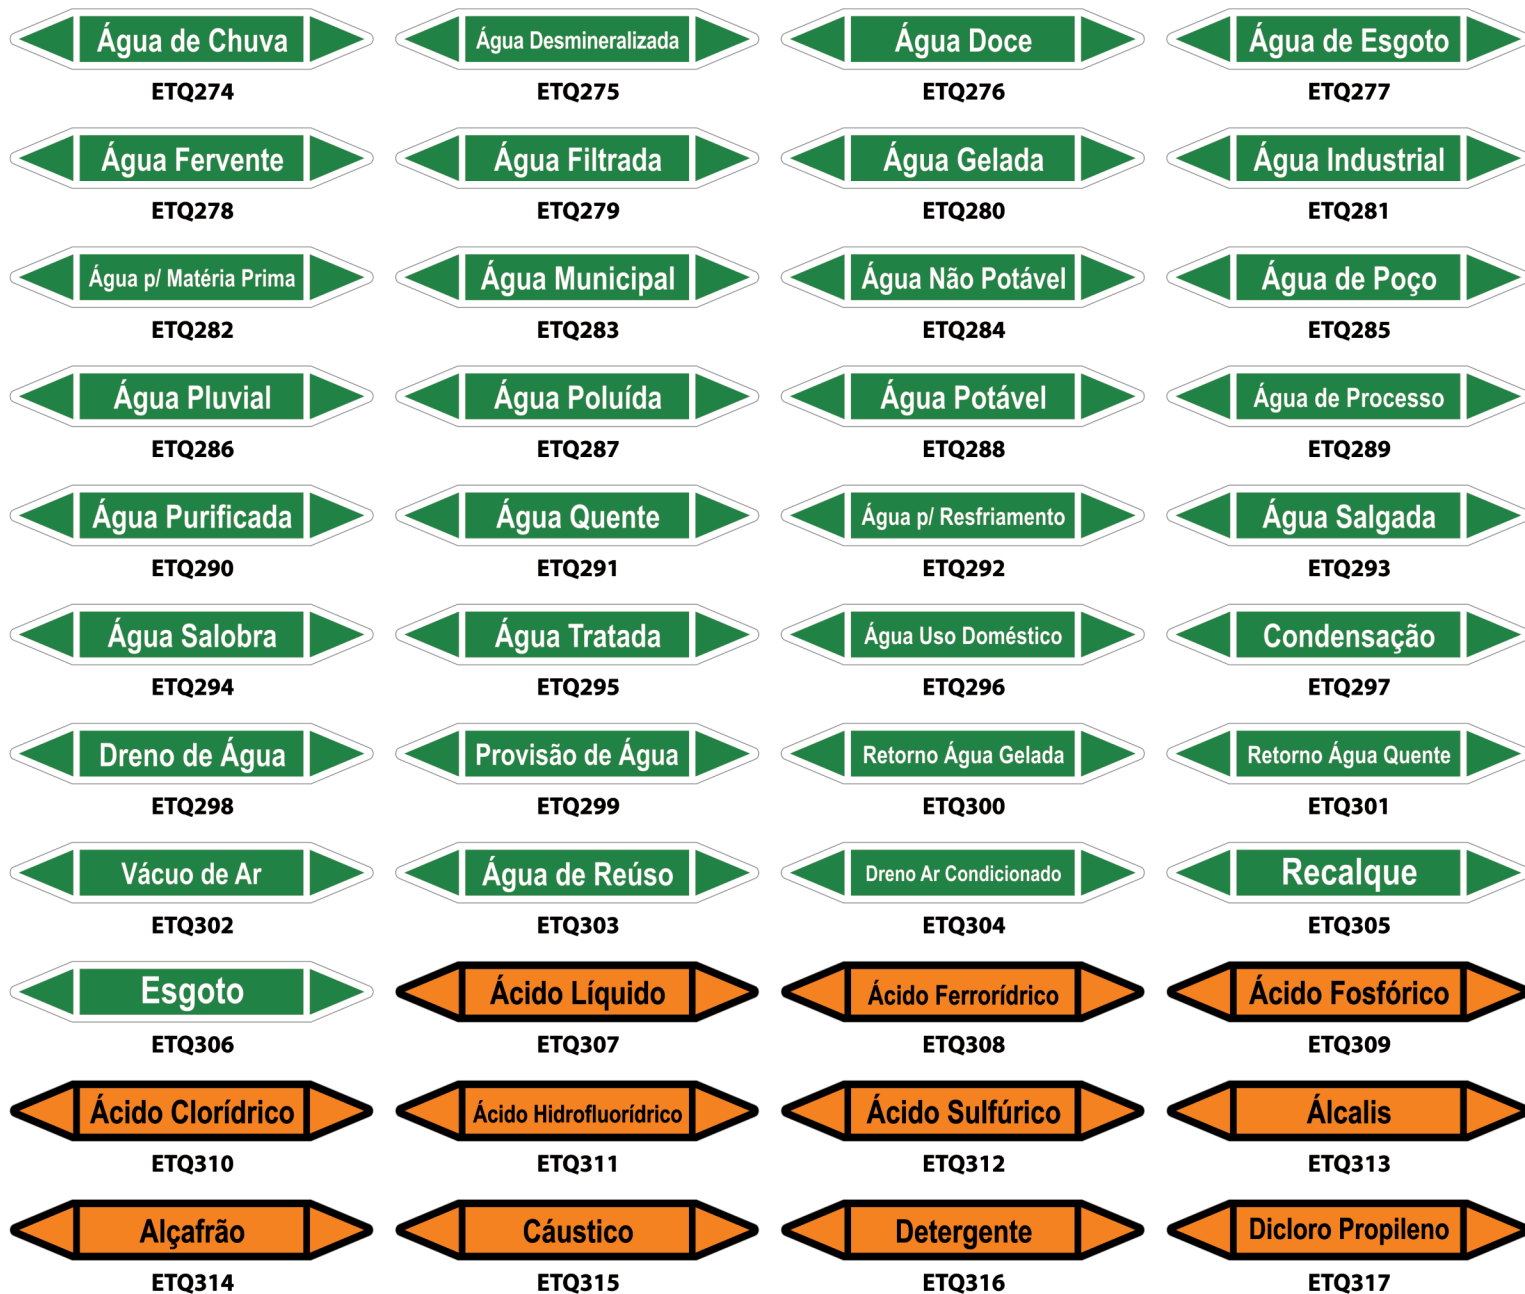 Água de Chuva
Água Desmineralizada
Água Doce
Água de Esgoto
ETQ274
ETQ275
ETQ276
ETQ277
Água Fervente
Água Filtrada
Água Gelada
Água Industrial
ETQ278
ETQ279
ETQ280
ETQ281
Água p/ Matéria Prima
Água Municipal
Água Não Potável
Água de Poço
ETQ282
ETQ283
ETQ284
ETQ285
Água Pluvial
Água Poluída
Água Potável
Água de Processo
ETQ286
ETQ287
ETQ288
ETQ289
Água Purificada
Água Quente
Água p/ Resfriamento
Água Salgada
ETQ290
ETQ291
ETQ292
ETQ293
Água Salobra
Água Tratada
Água Uso Doméstico
Condensação
ETQ294
ETQ295
ETQ296
ETQ297
Dreno de Água
Provisão de Água
Retorno Água Gelada
Retorno Água Quente
ETQ298
ETQ299
ETQ300
ETQ301
Vácuo de Ar
Água de Reúso
Dreno Ar Condicionado
Recalque
ETQ302
ETQ303
ETQ304
ETQ305
Esgoto
Ácido Líquido
Ácido Ferrorídrico
Ácido Fosfórico
ETQ306
ETQ307
ETQ308
ETQ309
Ácido Clorídrico
Ácido Hidrofluorídrico
Ácido Sulfúrico
Álcalis
ETQ310
ETQ311
ETQ312
ETQ313
Alçafrão
Cáustico
Detergente
Dicloro Propileno
ETQ314
ETQ315
ETQ316
ETQ317